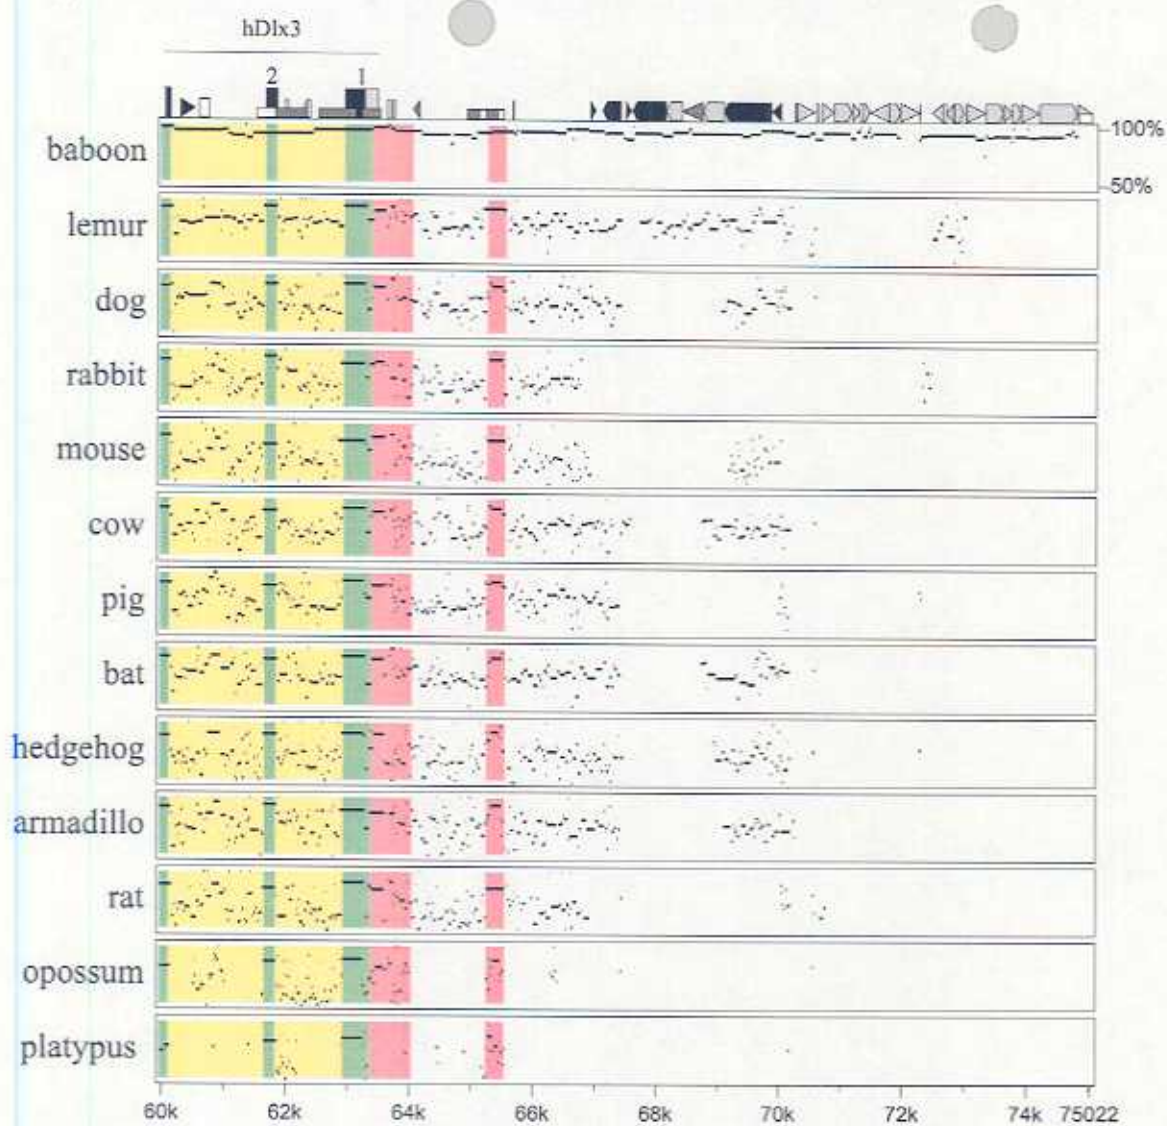 hDlx3
2 1
baboon 100%
50%
lemur
dog
rabbit
mouse
cow
pig
bat
hedgehog
armadillo
rat
opossum
platypus
60k 62k 64k 66k 68k 70k 72k 74k 75022